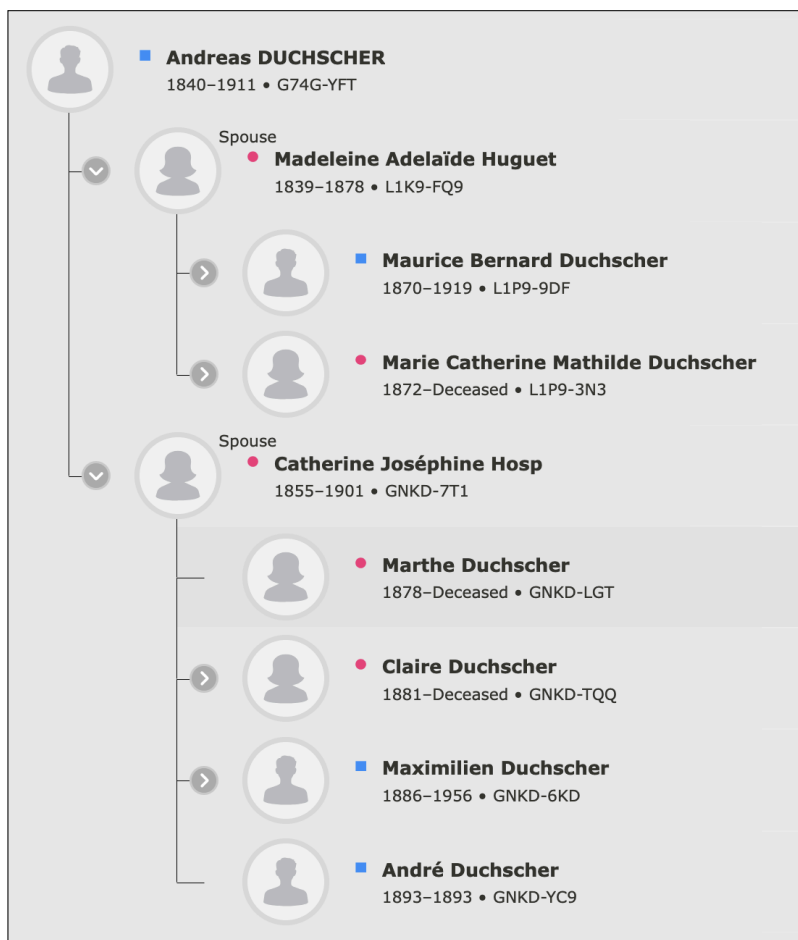 Andreas DUCHSCHER
1840–1911 • G74G-YFT
Spouse
Madeleine Adelaïde Huguet
1839–1878 • L1K9-FQ9
Maurice Bernard Duchscher
1870–1919 • L1P9-9DF
Marie Catherine Mathilde Duchscher
1872–Deceased • L1P9-3N3
Spouse
Catherine Joséphine Hosp
1855–1901 • GNKD-7T1
Marthe Duchscher
1878–Deceased • GNKD-LGT
Claire Duchscher
1881–Deceased • GNKD-TQQ
Maximilien Duchscher
1886–1956 • GNKD-6KD
André Duchscher
1893–1893 • GNKD-YC9